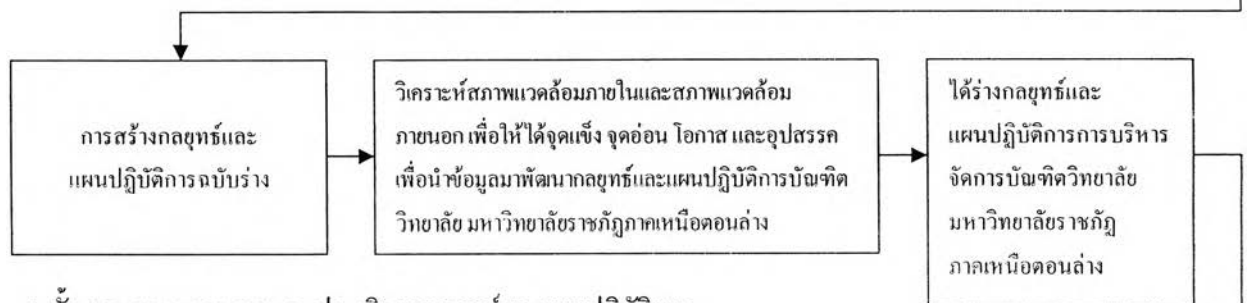 การสร้างกลยุทธ์และ
แผนปฏิบัติการฉบับร่าง
วิเคราะห์สภาพแวดล้อมภายในและสภาพแวดล้อม
ภายนอก เพื่อให้ได้จุดแข็ง จุดอ่อน โอกาส และอุปสรรค
เพื่อนำข้อมูลมาพัฒนากลยุทธ์และแผนปฏิบัติการบัณฑิต
วิทยาลัย มหาวิทยาลัยราชภัฏภาคเหนือตอนล่าง
ได้ร่างกลยุทธ์และ
แผนปฏิบัติการการบริหาร
จัดการบัณฑิตวิทยาลัย
มหาวิทยาลัยราชภัฏ
ภาคเหนือตอนล่าง